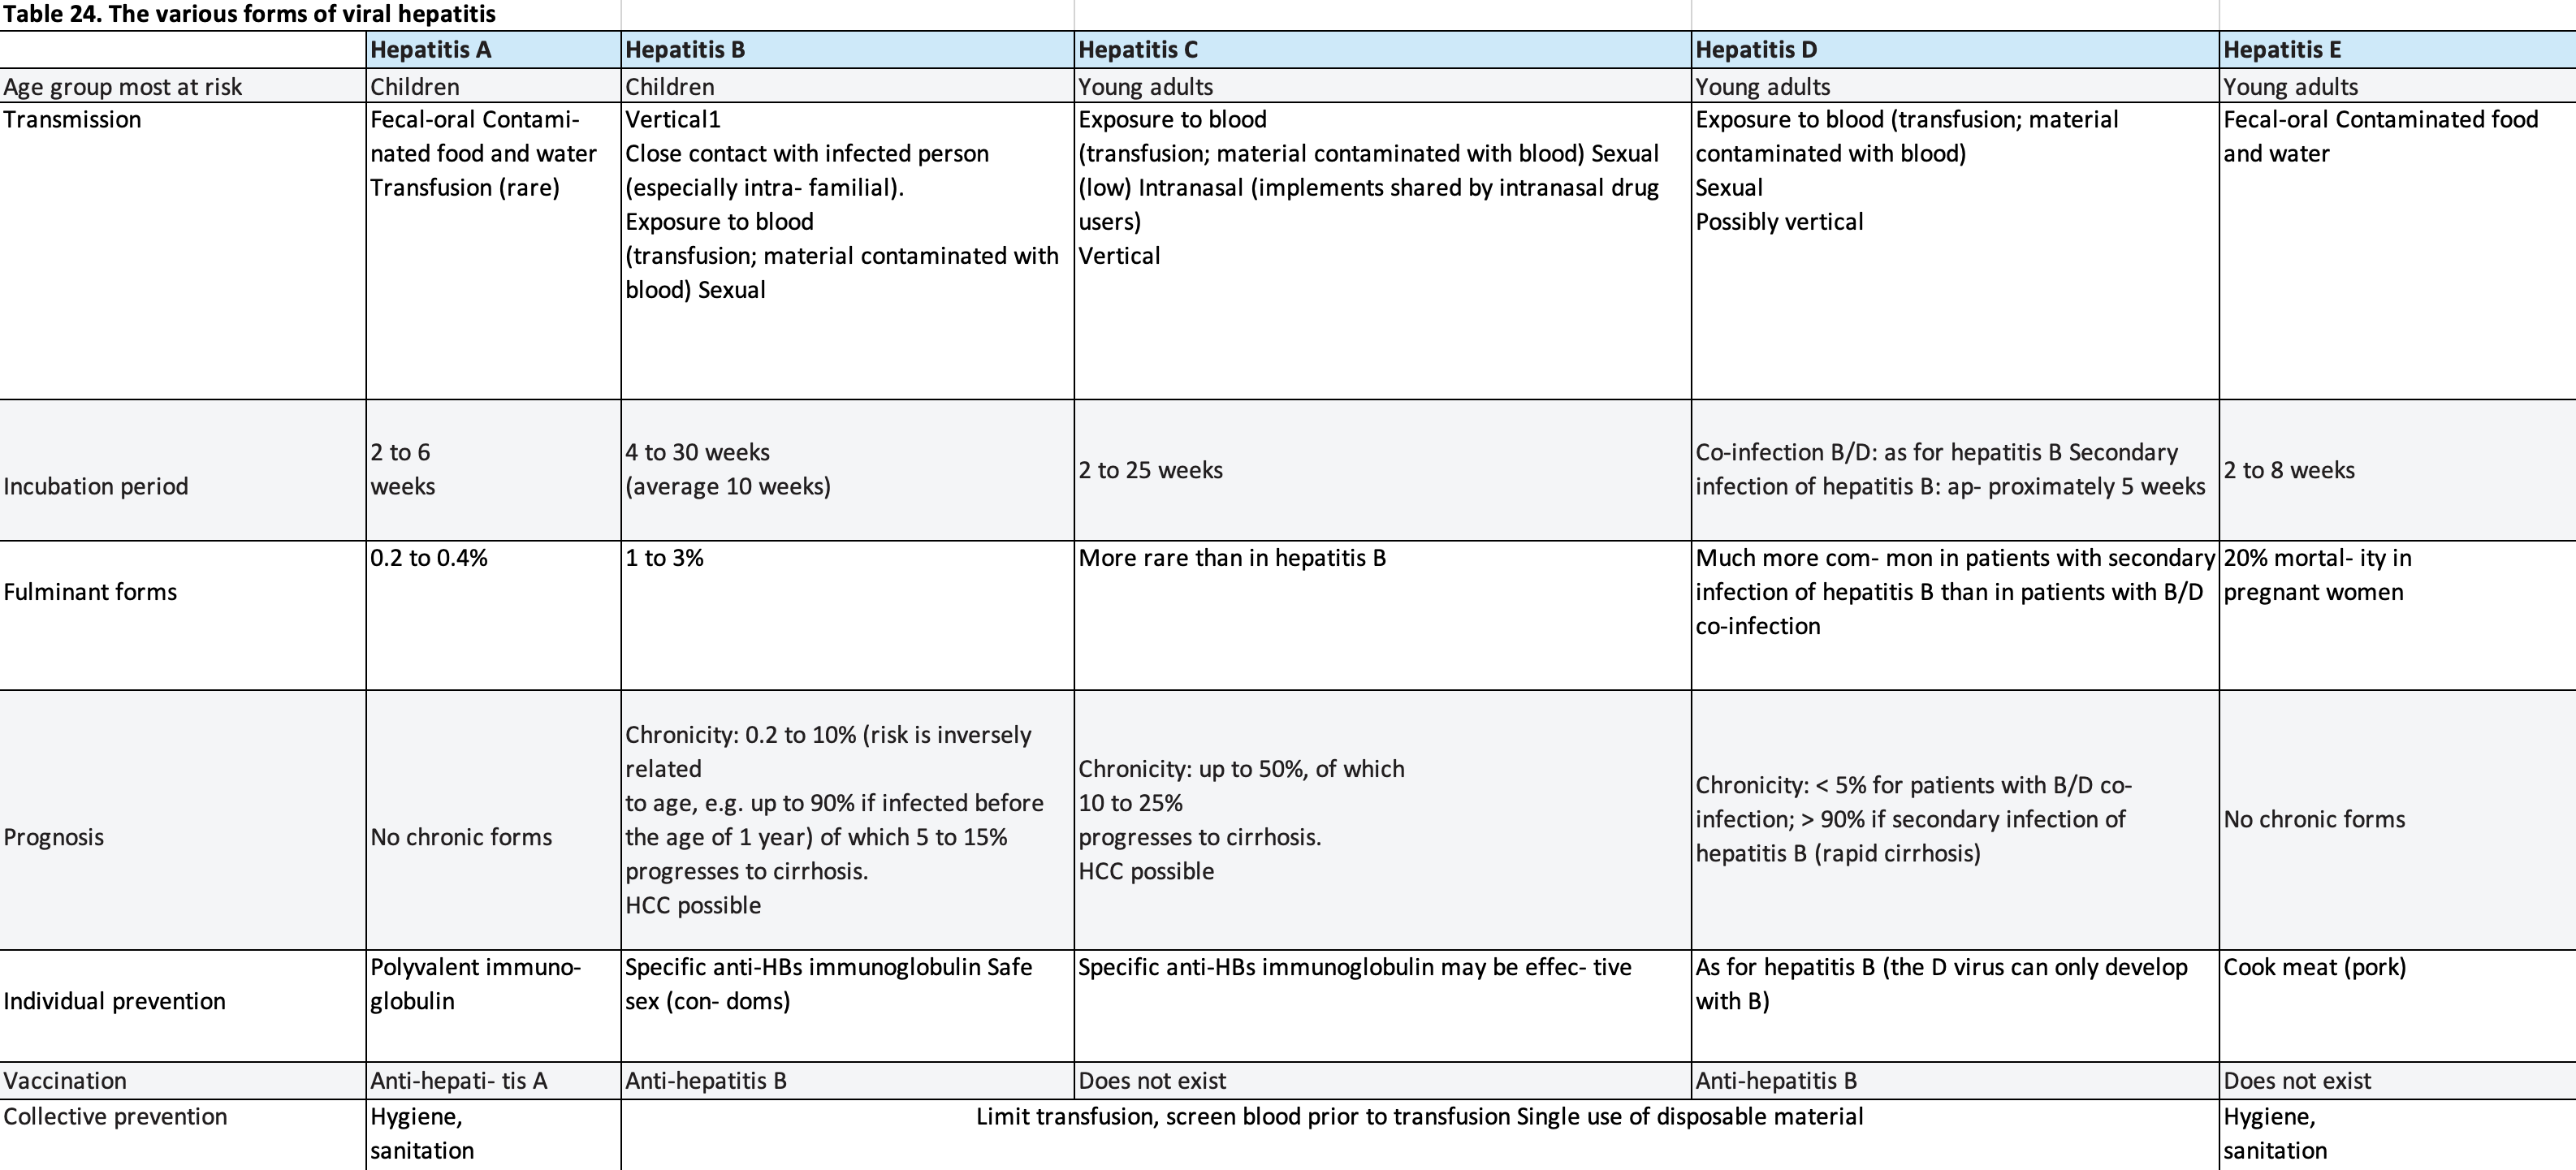 Table 24. The various forms of viral hepatitis
Hepatitis A
Hepatitis B
Hepatitis C
Hepatitis D
Hepatitis E
Age group most at risk
Children
Children
Young adults
Young adults
Young adults
Transmission
Fecal-oral Contami-
nated food and water
Transfusion (rare)
Vertical1
Close contact with infected person
(especially intra- familial).
Exposure to blood
(transfusion; material contaminated with
blood) Sexual
Exposure to blood
(transfusion; material contaminated with blood) Sexual
(low) Intranasal (implements shared by intranasal drug
users)
Vertical
Exposure to blood (transfusion; material
contaminated with blood)
Sexual
Possibly vertical
Fecal-oral Contaminated food
and water
Incubation period
2 to 6
weeks
4 to 30 weeks
(average 10 weeks)
2 to 25 weeks
Co-infection B/D: as for hepatitis B Secondary
infection of hepatitis B: ap- proximately 5 weeks
2 to 8 weeks
Fulminant forms
0.2 to 0.4%
1 to 3%
More rare than in hepatitis B
Much more com- mon in patients with secondary
infection of hepatitis B than in patients with B/D
co-infection
20% mortal- ity in
pregnant women
Prognosis
No chronic forms
Chronicity: 0.2 to 10% (risk is inversely
related
to age, e.g. up to 90% if infected before
the age of 1 year) of which 5 to 15%
progresses to cirrhosis.
HCC possible
Chronicity: up to 50%, of which
10 to 25%
progresses to cirrhosis.
HCC possible
Chronicity: < 5% for patients with B/D co-
infection; > 90% if secondary infection of
hepatitis B (rapid cirrhosis)
No chronic forms
Individual prevention
Polyvalent immuno-
globulin
Specific anti-HBs immunoglobulin Safe
sex (con- doms)
Specific anti-HBs immunoglobulin may be effec- tive
As for hepatitis B (the D virus can only develop
with B)
Cook meat (pork)
Vaccination
Anti-hepati- tis A
Anti-hepatitis B
Does not exist
Anti-hepatitis B
Does not exist
Collective prevention
Hygiene,
sanitation
Limit transfusion, screen blood prior to transfusion Single use of disposable material
Hygiene,
sanitation